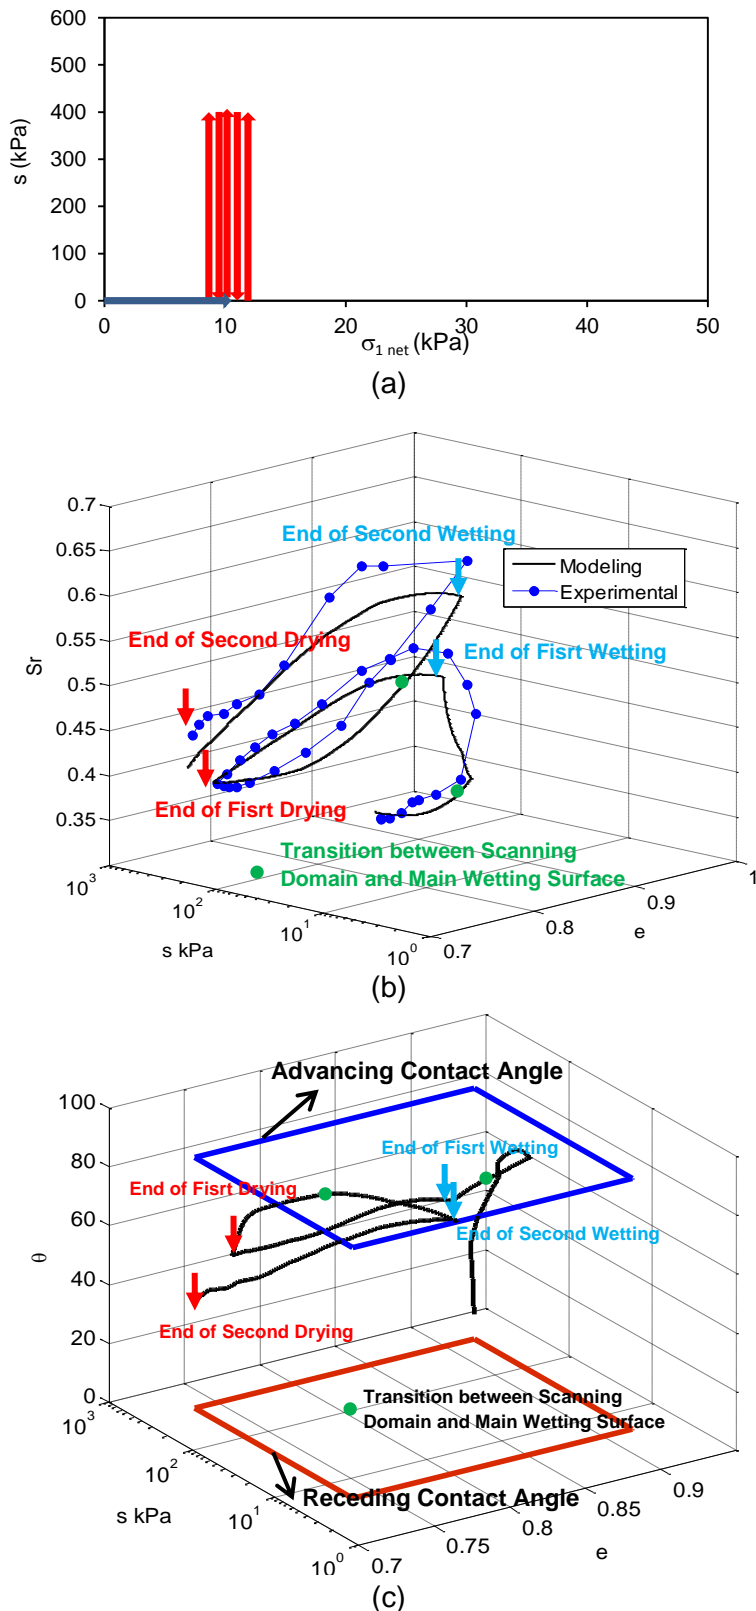 600
500
400
300
200
100
0
s (kPa)
0 10 20 30 40 50
σ1 net (kPa)
(a)
0.7
0.65
0.6
0.55
0.5
0.45
0.4
0.35
Sr
End of Second Wetting
Modeling
Experimental
End of Second Drying
End of Fisrt Wetting
End of Fisrt Drying
Transition between Scanning
Domain and Main Wetting Surface
10³
10²
10¹
10⁰
s kPa
0.7
0.8
0.9
1
e
(b)
Advancing Contact Angle
100
80
60
40
20
0
θ
End of Fisrt Wetting
End of Fisrt Drying
End of Second Wetting
End of Second Drying
Transition between Scanning
Domain and Main Wetting Surface
Receding Contact Angle
10³
10²
10¹
10⁰
s kPa
0.7
0.75
0.8
0.85
0.9
e
(c)